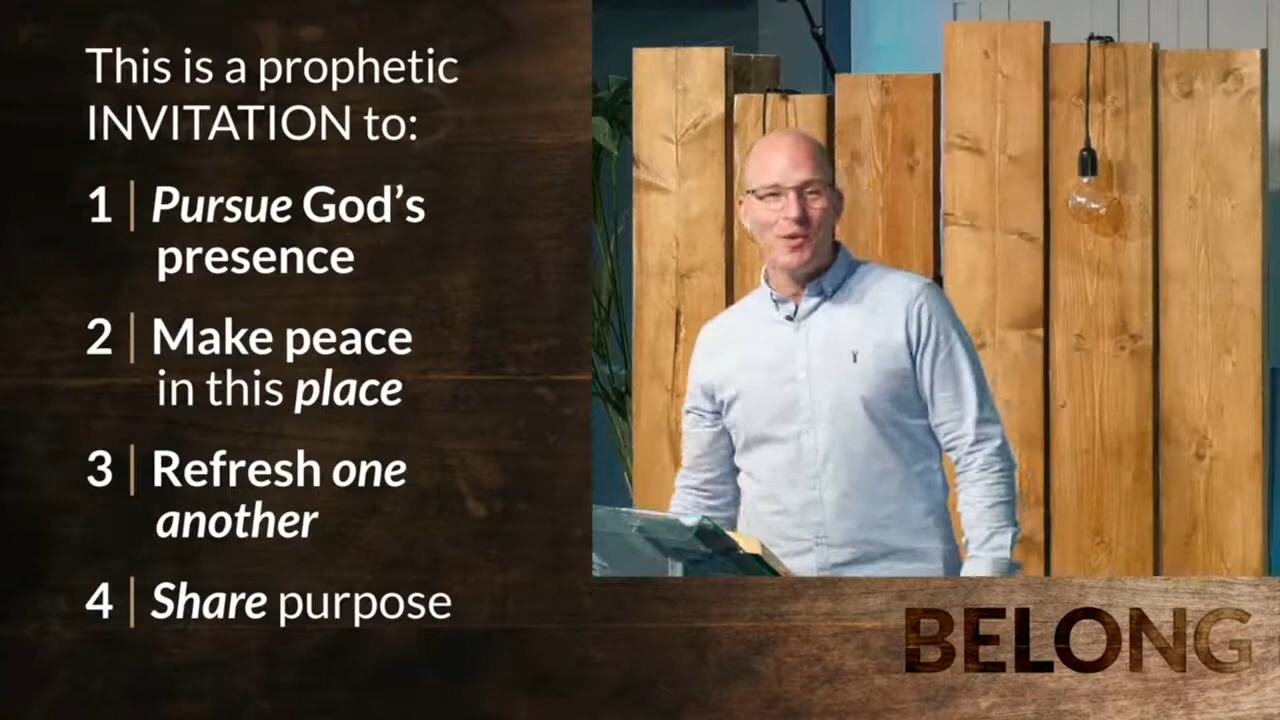 This is a prophetic
INVITATION to:
1 | Pursue God's
presence
2 | Make peace
in this place
3 | Refresh one
another
4 | Share purpose
BELONG